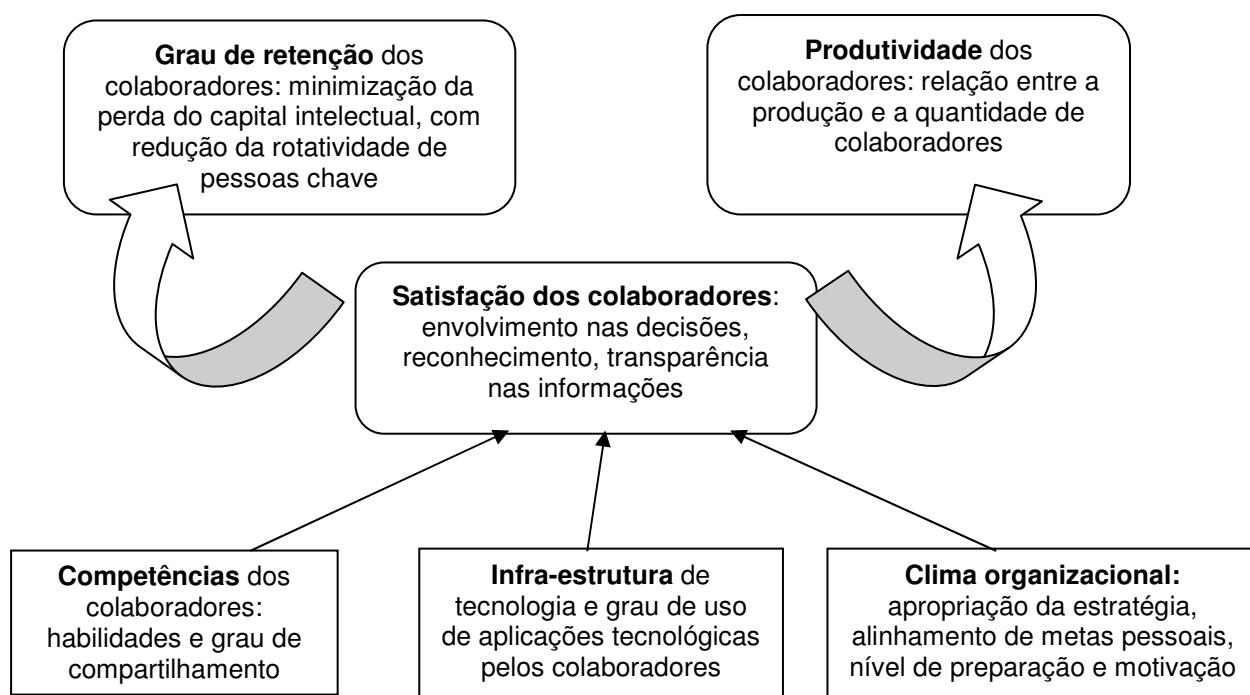 Grau de retenção dos
colaboradores: minimização da
perda do capital intelectual, com
redução da rotatividade de
pessoas chave
Produtividade dos
colaboradores: relação entre a
produção e a quantidade de
colaboradores
Satisfação dos colaboradores:
envolvimento nas decisões,
reconhecimento, transparência
nas informações
Competências dos
colaboradores:
habilidades e grau de
compartilhamento
Infra-estrutura de
tecnologia e grau de uso
de aplicações tecnológicas
pelos colaboradores
Clima organizacional:
apropriação da estratégia,
alinhamento de metas pessoais,
nível de preparação e motivação